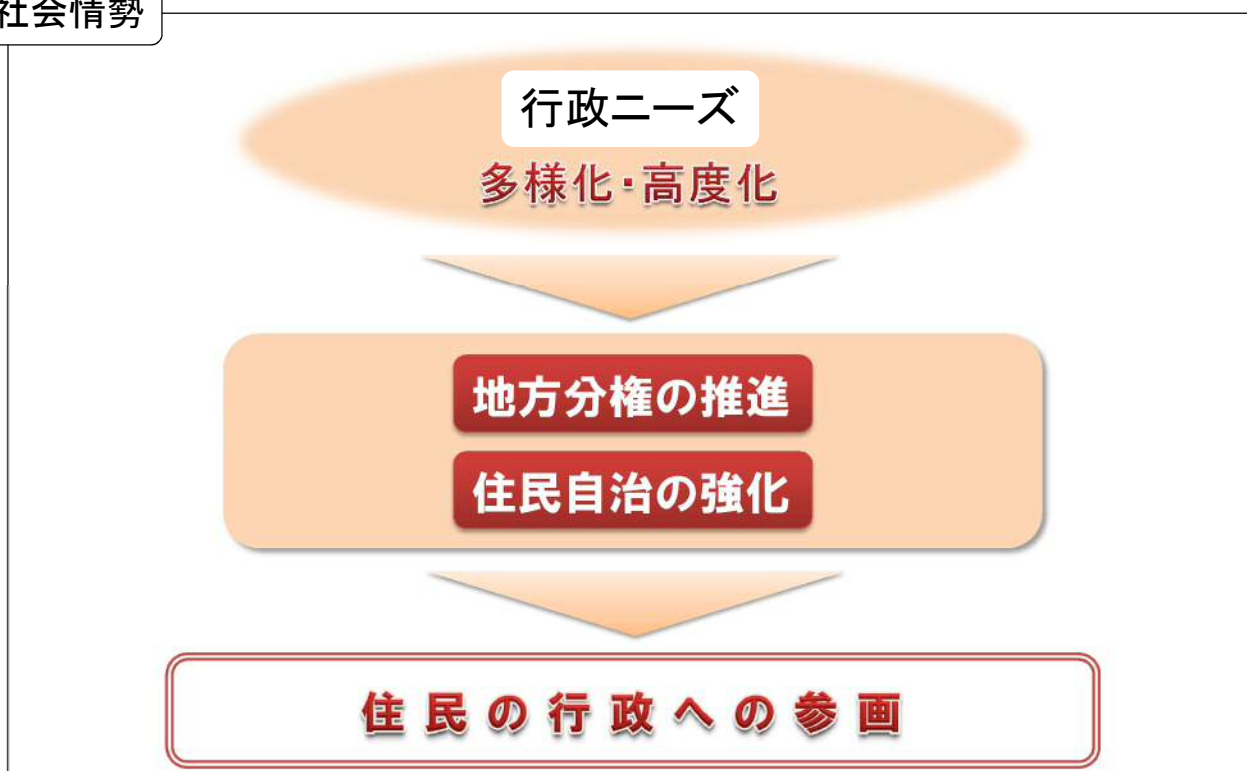 社会情勢
行政ニーズ
多様化・高度化
地方分権の推進
住民自治の強化
住民の行政への参画